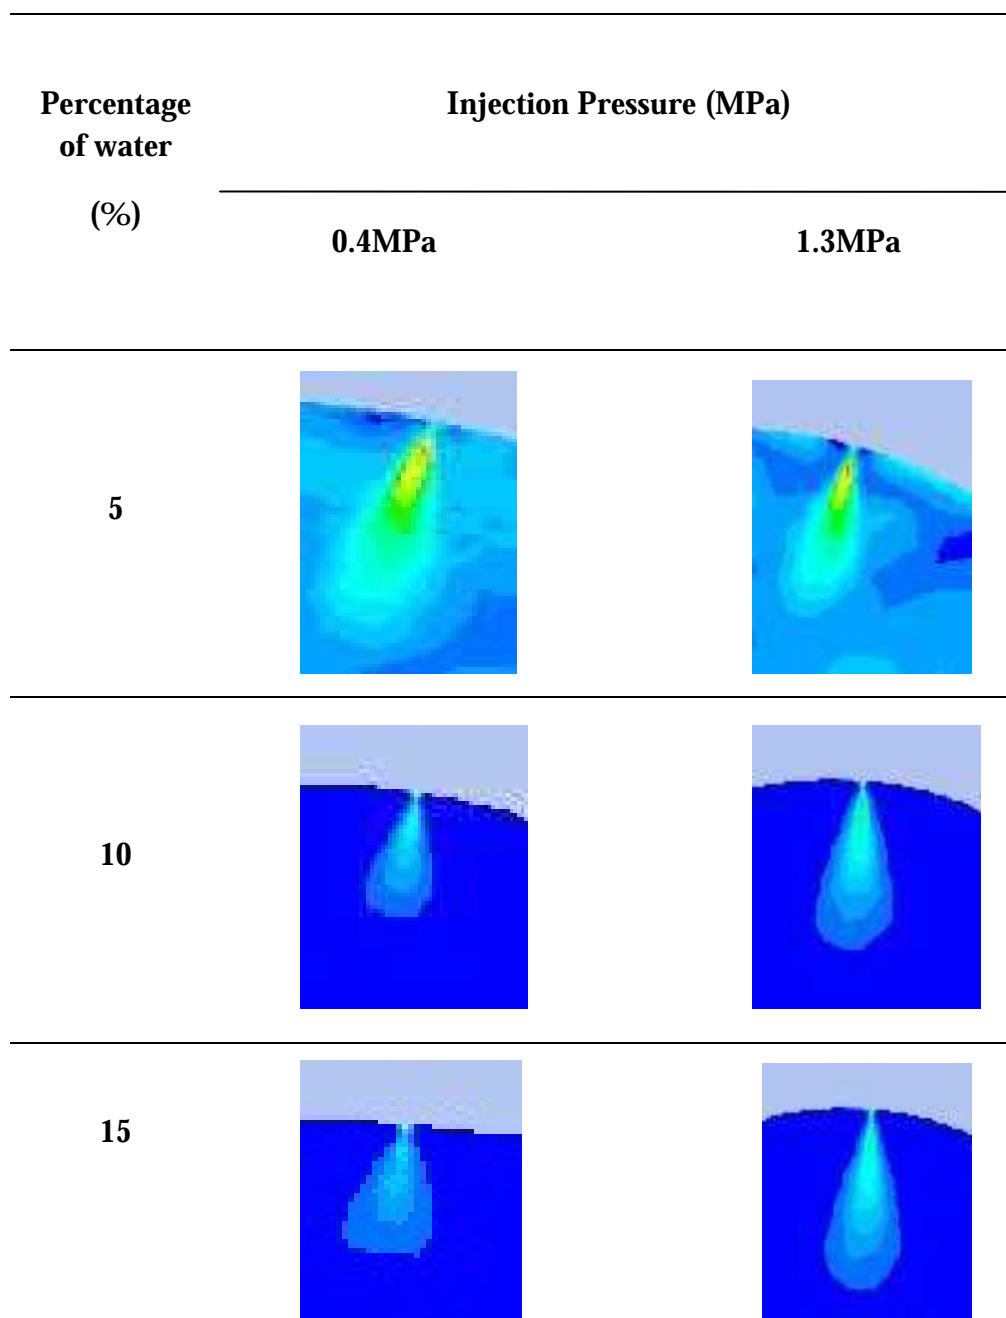 Percentage
of water
(%)
Injection Pressure (MPa)
0.4MPa
1.3MPa
5
10
15